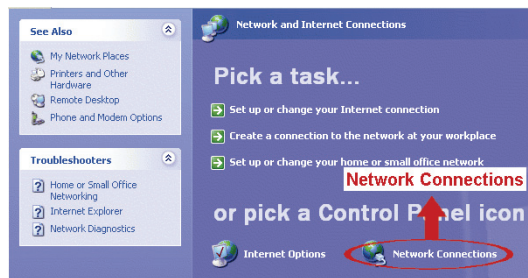 See Also
My Network Places
Printers and Other
Hardware
Remote Desktop
Phone and Modem Options
Troubleshooters
Home or Small Office
Networking
Internet Explorer
Network Diagnostics
Network and Internet Connections
Pick a task...
Set up or change your Internet connection
Create a connection to the network at your workplace
Set up or change your home or small office network
Network Connections
or pick a Control Panel icon
Internet Options
Network Connections